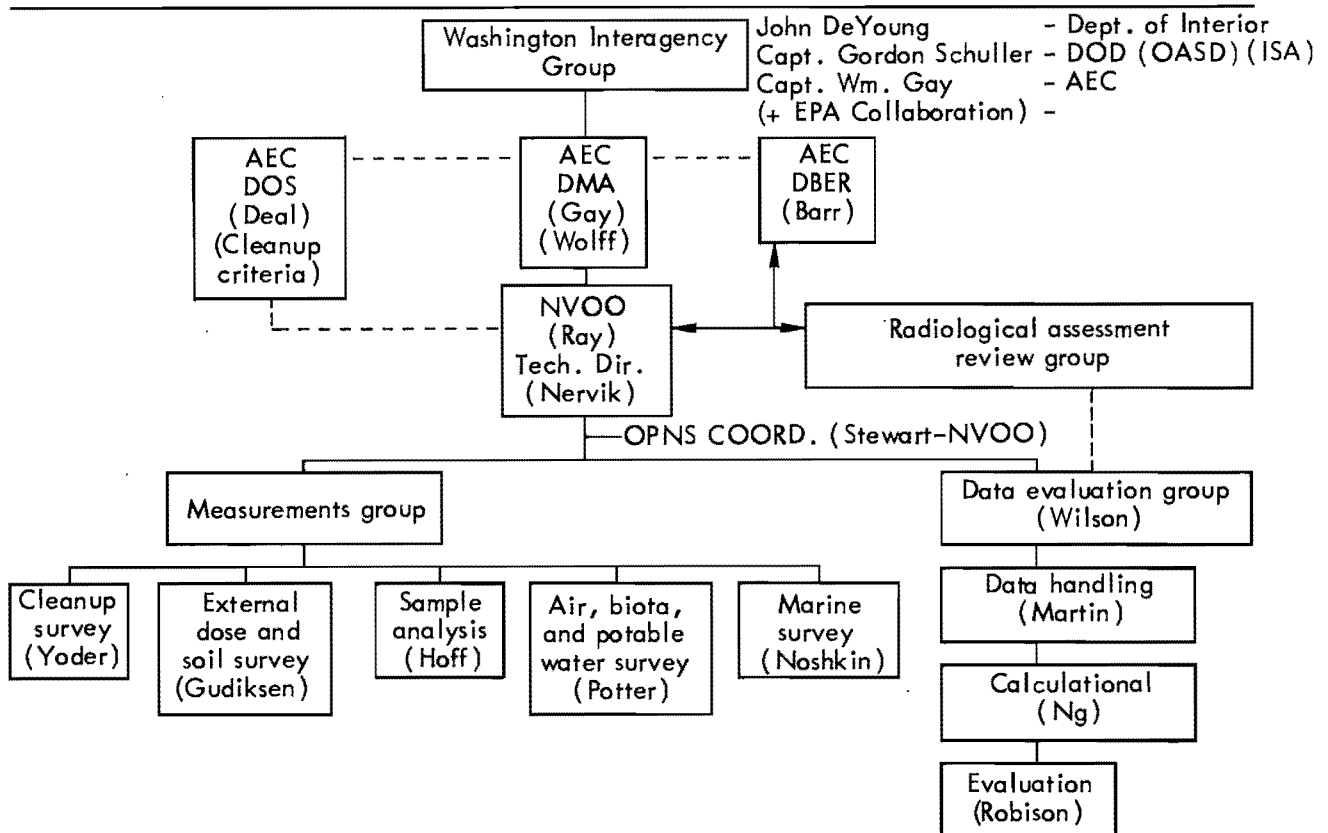 Washington Interagency
Group
John DeYoung - Dept. of Interior
Capt. Gordon Schuller - DOD (OASD) (ISA)
Capt. Wm. Gay - AEC
(+ EPA Collaboration) -
AEC
DOS
(Deal)
(Cleanup
criteria)
AEC
DMA
(Gay)
(Wolff)
AEC
DBER
(Barr)
NVOO
(Ray)
Tech. Dir.
(Nervik)
Radiological assessment
review group
OPNS COORD. (Stewart-NVOO)
Measurements group
Data evaluation group
(Wilson)
Cleanup
survey
(Yoder)
External
dose and
soil survey
(Gudiksen)
Sample
analysis
(Hoff)
Air, biota,
and potable
water survey
(Potter)
Marine
survey
(Noshkin)
Data handling
(Martin)
Calculational
(Ng)
Evaluation
(Robison)